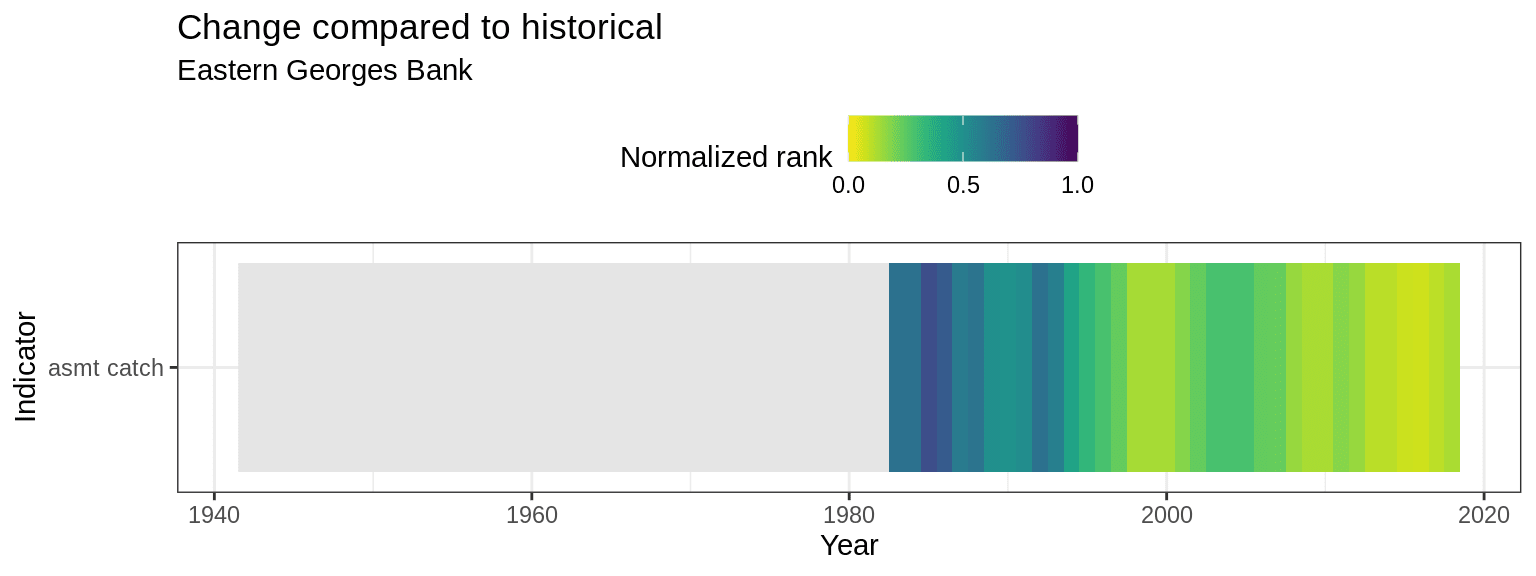 Change compared to historical
Eastern Georges Bank
Normalized rank
0.0 0.5 1.0
Indicator
asmt catch
1940 1960 1980 2000 2020
Year